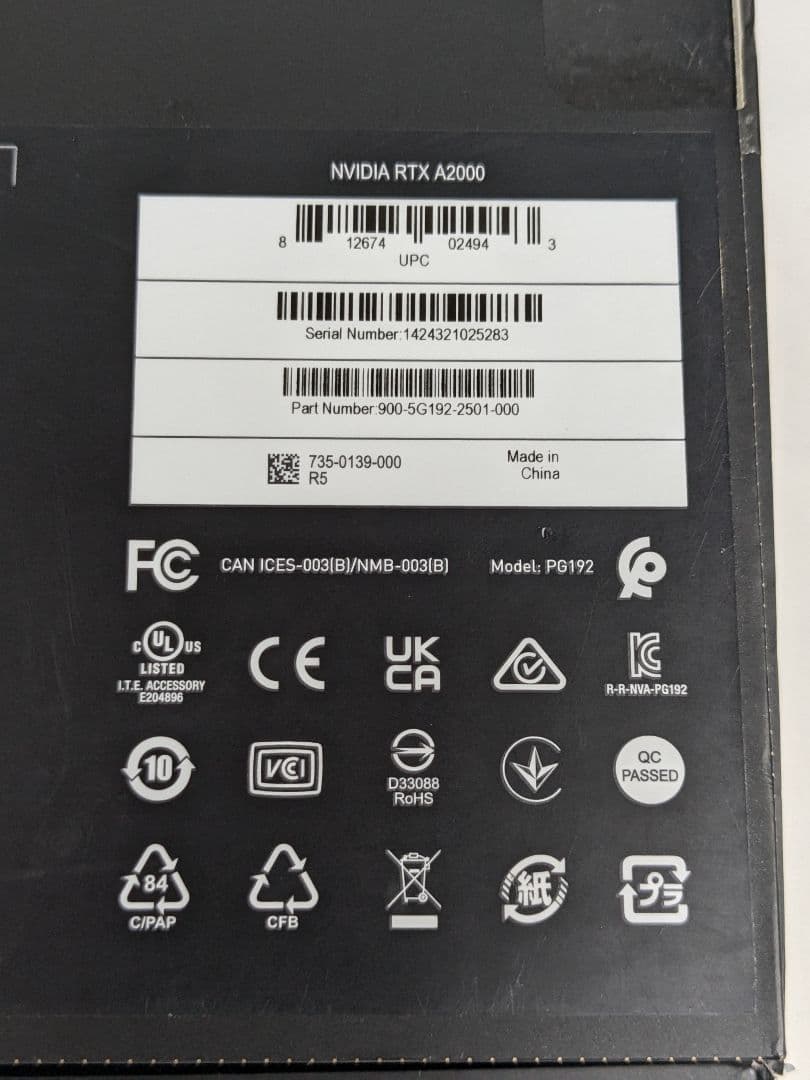 NVIDIA RTX A2000
8 12674 02494 3
UPC
Serial Number:1424321025283
Part Number:900-5G192-2501-000
735-0139-000
R5
Made in
China
FC CAN ICES-003(B)/NMB-003(B) Model: PG192
C UL US
LISTED
I.T.E. ACCESSORY
E204896
CE
UK
CA
KC
R-R-NVA-PG192
10
VCI
D33088
RoHS
QC
PASSED
84
C/PAP
CFB
紙
プラ